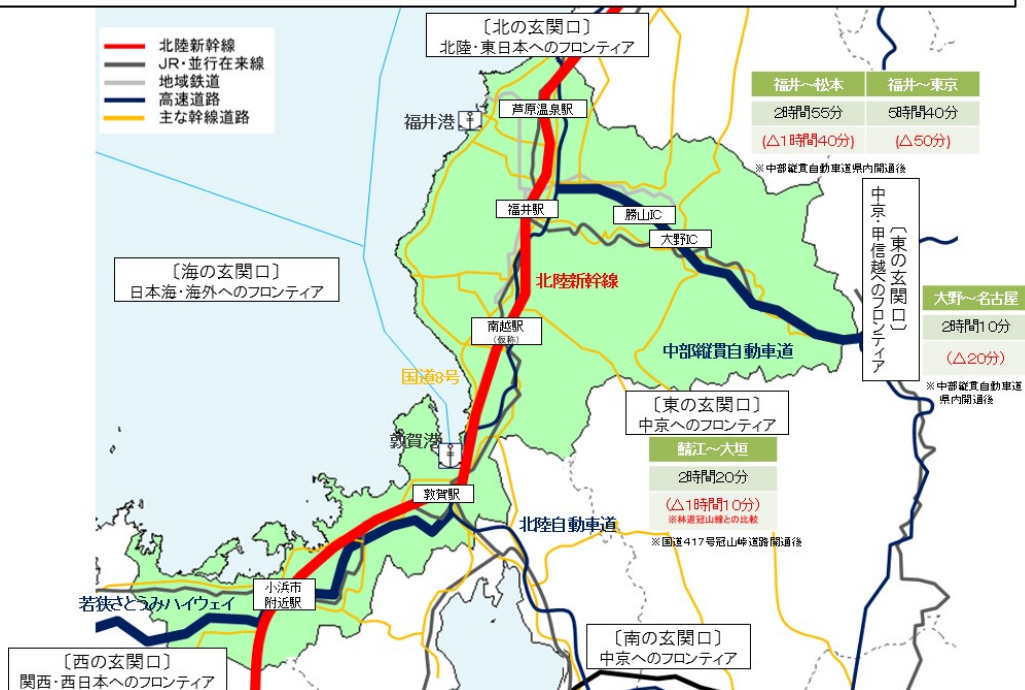 〔北の玄関口〕
北陸・東日本へのフロンティア
北陸新幹線
JR・並行在来線
地域鉄道
高速道路
主な幹線道路
福井港
芦原温泉駅
福井～松本
福井～東京
2時間55分
5時間40分
(△1時間40分)
(△50分)
※中部縦貫自動車道県内開通後
福井駅
勝山IC
大野IC
〔東の玄関口〕
中京・甲信越へのフロンティア
〔海の玄関口〕
日本海・海外へのフロンティア
北陸新幹線
大野～名古屋
2時間10分
(△20分)
※中部縦貫自動車道
県内開通後
南越駅
(仮称)
中部縦貫自動車道
国道8号
〔東の玄関口〕
中京へのフロンティア
鯖江～大垣
2時間20分
(△1時間10分)
※林道冠山線との比較
※国道417号冠山峠道路開通後
敦賀港
敦賀駅
北陸自動車道
小浜市
附近駅
若狭さとうみハイウェイ
〔南の玄関口〕
中京へのフロンティア
〔西の玄関口〕
関西・西日本へのフロンティア